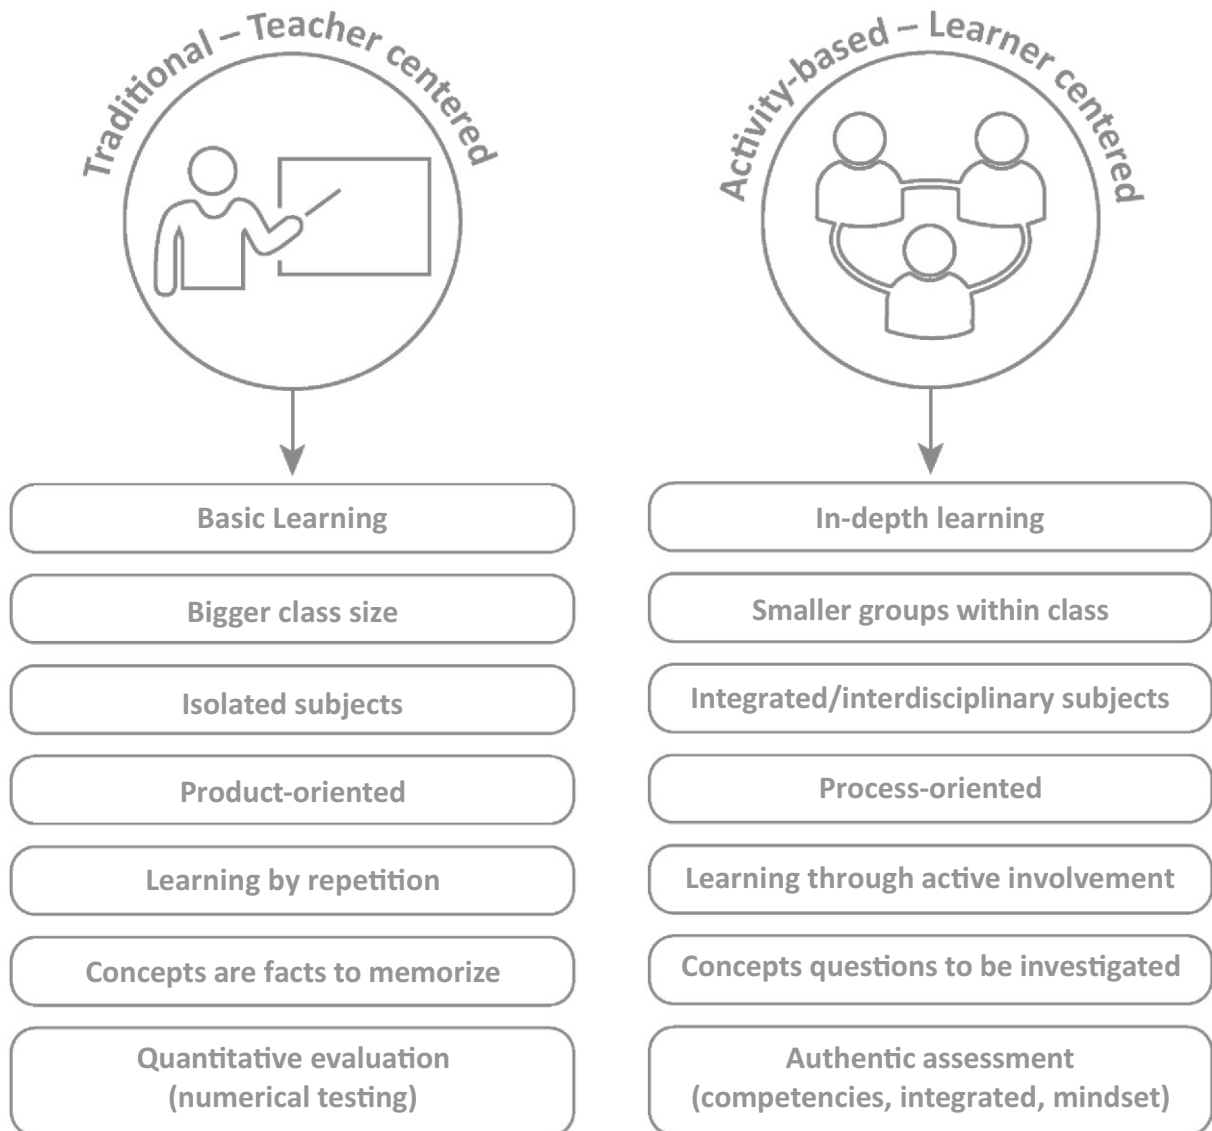 Traditional – Teacher centered
Basic Learning
Bigger class size
Isolated subjects
Product-oriented
Learning by repetition
Concepts are facts to memorize
Quantitative evaluation
(numerical testing)
Activity-based – Learner centered
In-depth learning
Smaller groups within class
Integrated/interdisciplinary subjects
Process-oriented
Learning through active involvement
Concepts questions to be investigated
Authentic assessment
(competencies, integrated, mindset)